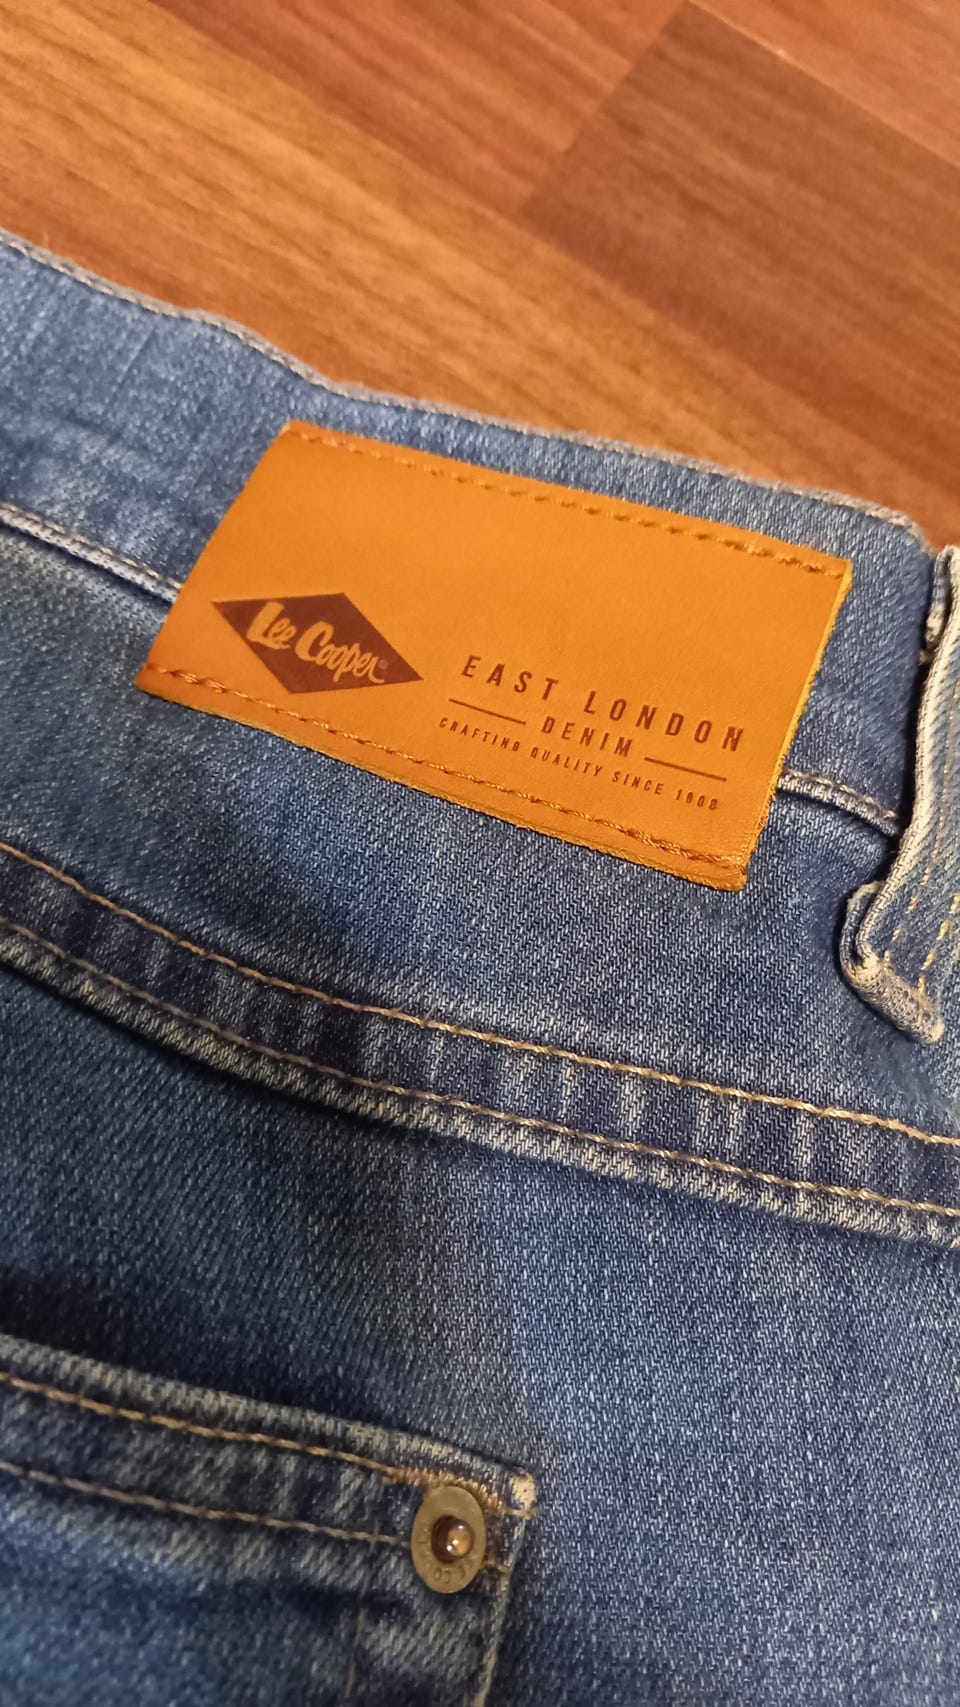 Lee Cooper
EAST LONDON
DENIM
CRAFTING QUALITY SINCE 1908